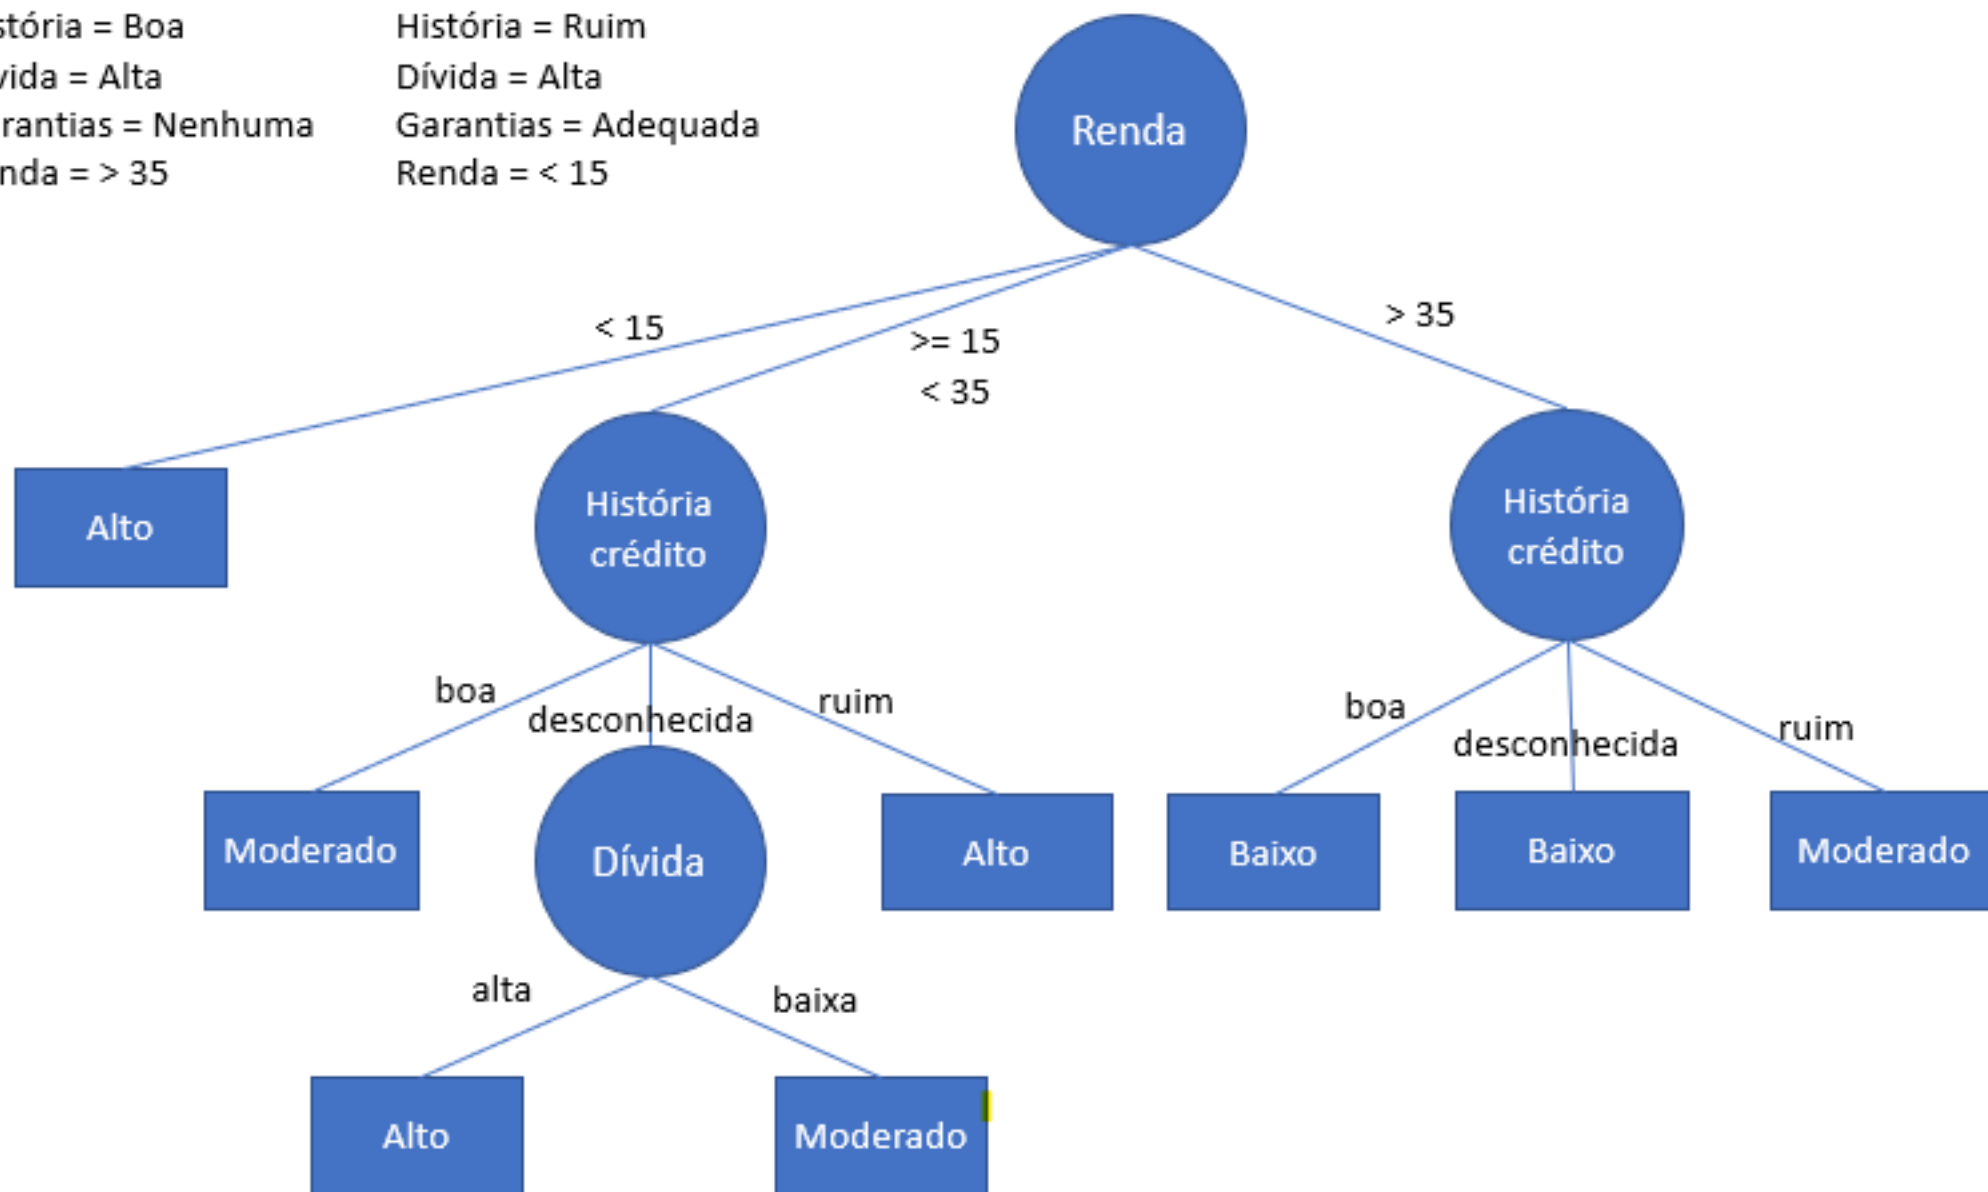 stória = Boa
vida = Alta
rantias = Nenhuma
nda = > 35
História = Ruim
Dívida = Alta
Garantias = Adequada
Renda = < 15
Renda
< 15
>= 15
< 35
> 35
Alto
História
crédito
História
crédito
boa
desconhecida
ruim
boa
desconhecida
ruim
Moderado
Dívida
Alto
Baixo
Baixo
Moderado
alta
baixa
Alto
Moderado